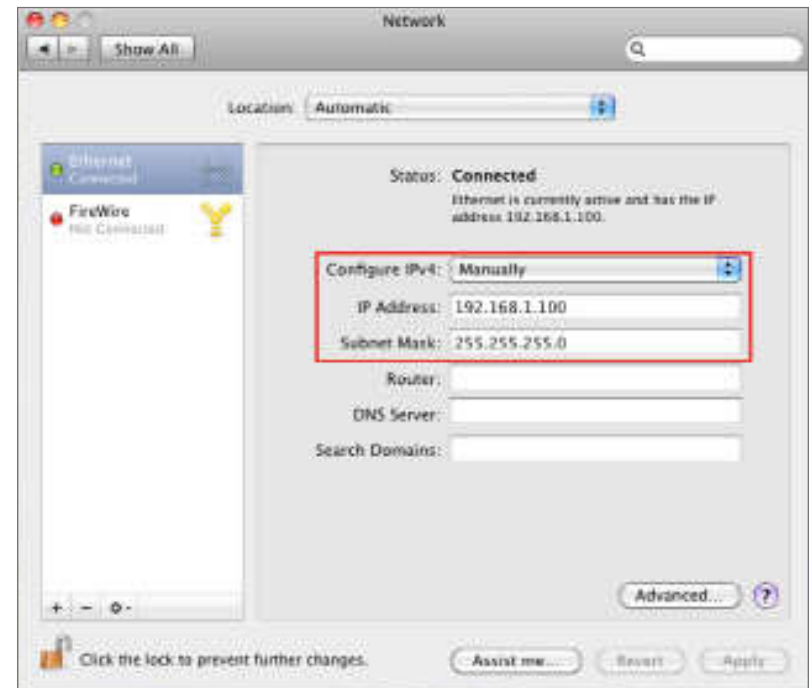 Network
Show All
Location: Automatic
Ethernet
Connected
FireWire
Not Connected
Status: Connected
Ethernet is currently active and has the IP
address 192.168.1.100.
Configure IPv4: Manually
IP Address: 192.168.1.100
Subnet Mask: 255.255.255.0
Router:
DNS Server:
Search Domains:
Advanced... ?
+ -
Click the lock to prevent further changes.
Assist me... Revert Apply